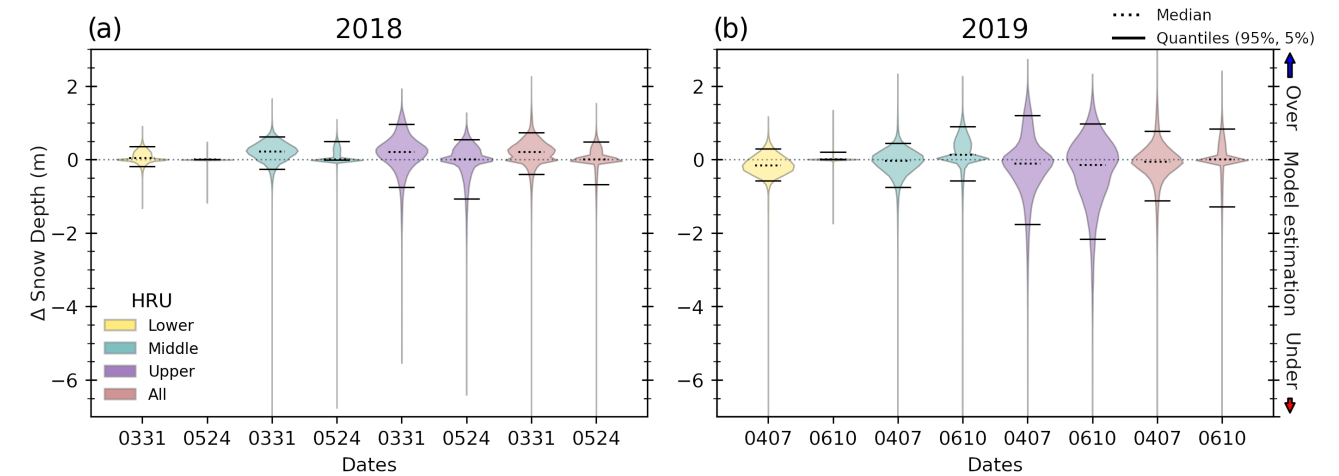 (a)
2018
(b)
2019
Median
Quantiles (95%, 5%)
Δ Snow Depth (m)
2
0
−2
−4
−6
HRU
Lower
Middle
Upper
All
0331 0524 0331 0524 0331 0524 0331 0524
Dates
2
0
−2
−4
−6
0407 0610 0407 0610 0407 0610 0407 0610
Dates
Over
Model estimation
Under